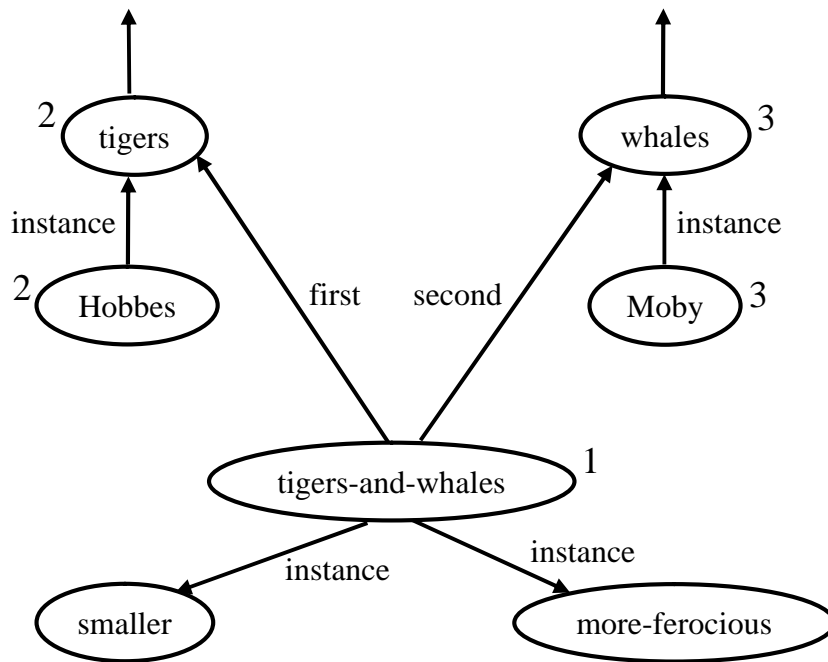 2 tigers
whales 3
instance
instance
2 Hobbes
first
second
Moby 3
tigers-and-whales 1
instance
instance
smaller
more-ferocious